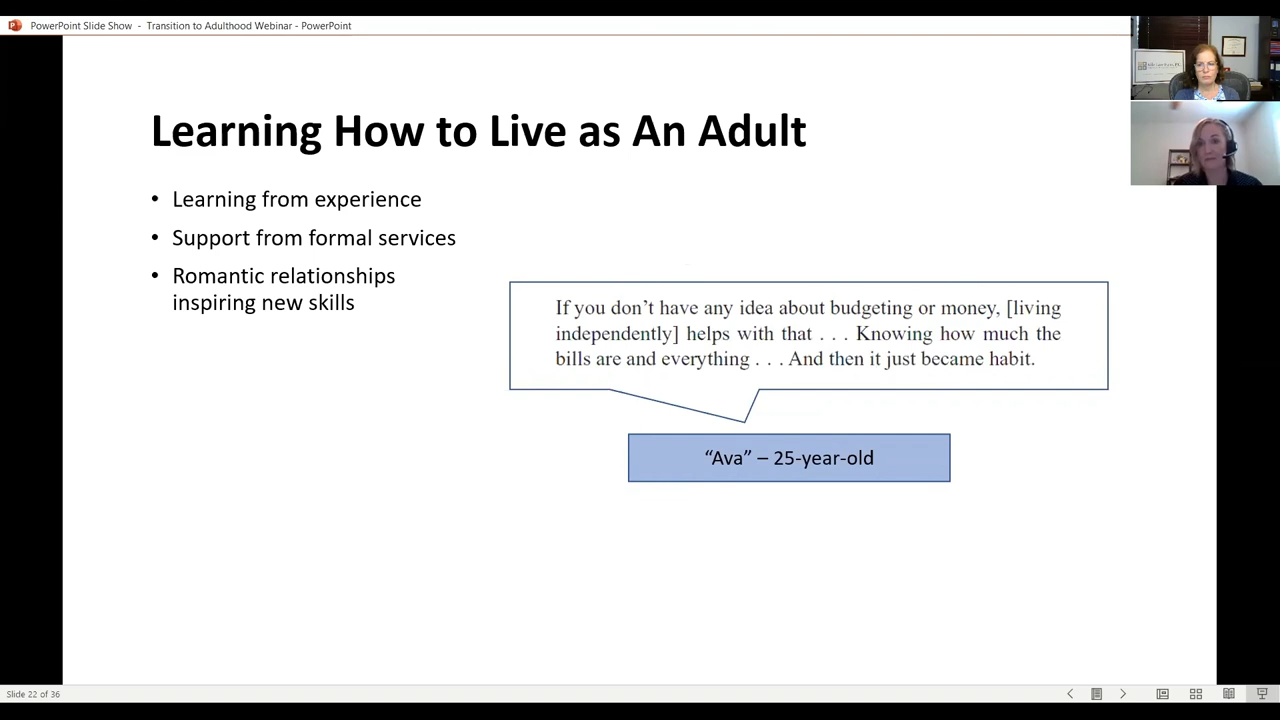 PowerPoint Slide Show - Transition to Adulthood Webinar - PowerPoint
Learning How to Live as An Adult
• Learning from experience
• Support from formal services
• Romantic relationships
inspiring new skills
If you don't have any idea about budgeting or money, [living
independently] helps with that . . . Knowing how much the
bills are and everything . . . And then it just became habit.
“Ava” – 25-year-old
Slide 22 of 36